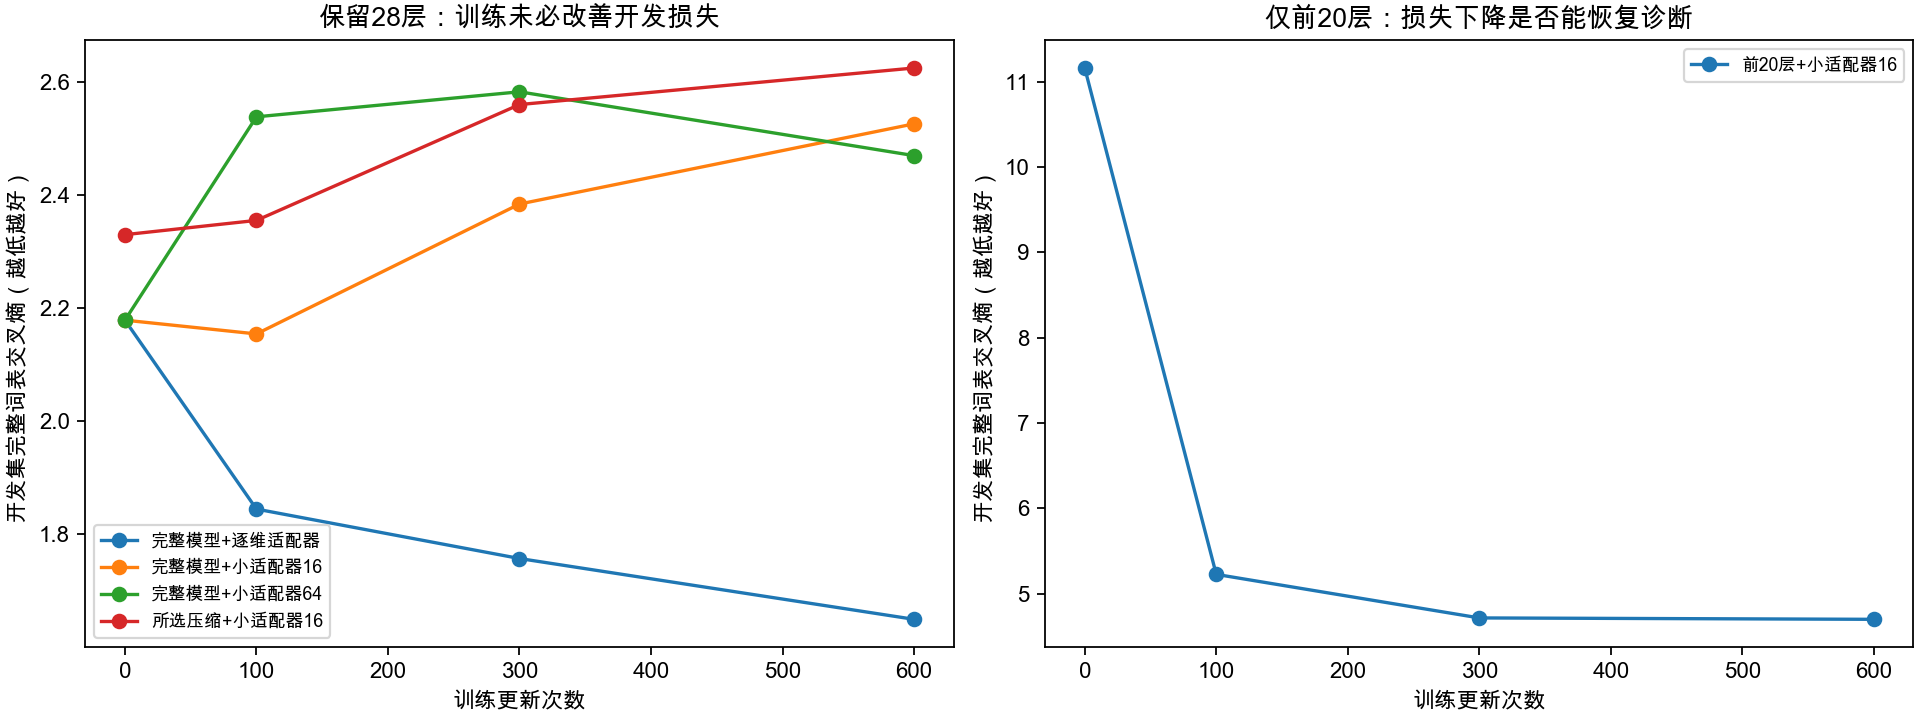 保留28层：训练未必改善开发损失
开发集完整词表交叉熵（越低越好）
2.6
2.4
2.2
2.0
1.8
完整模型+逐维适配器
完整模型+小适配器16
完整模型+小适配器64
所选压缩+小适配器16
0 100 200 300 400 500 600
训练更新次数
仅前20层：损失下降是否能恢复诊断
开发集完整词表交叉熵（越低越好）
前20层+小适配器16
11
10
9
8
7
6
5
0 100 200 300 400 500 600
训练更新次数